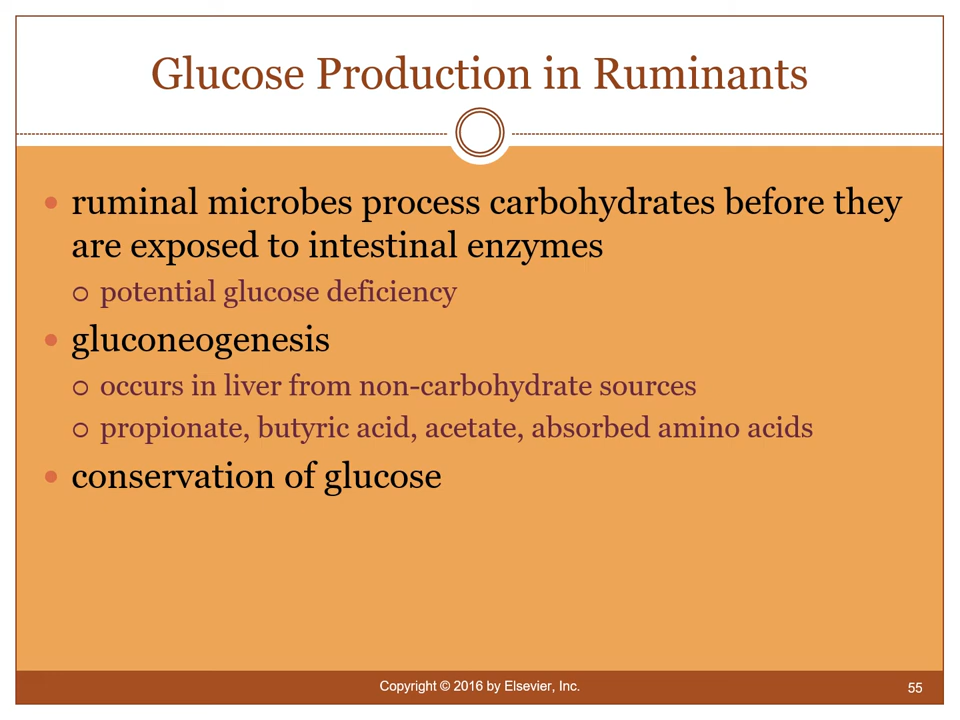 Glucose Production in Ruminants
ruminal microbes process carbohydrates before they
are exposed to intestinal enzymes
potential glucose deficiency
gluconeogenesis
occurs in liver from non-carbohydrate sources
propionate, butyric acid, acetate, absorbed amino acids
conservation of glucose
Copyright © 2016 by Elsevier, Inc.
55